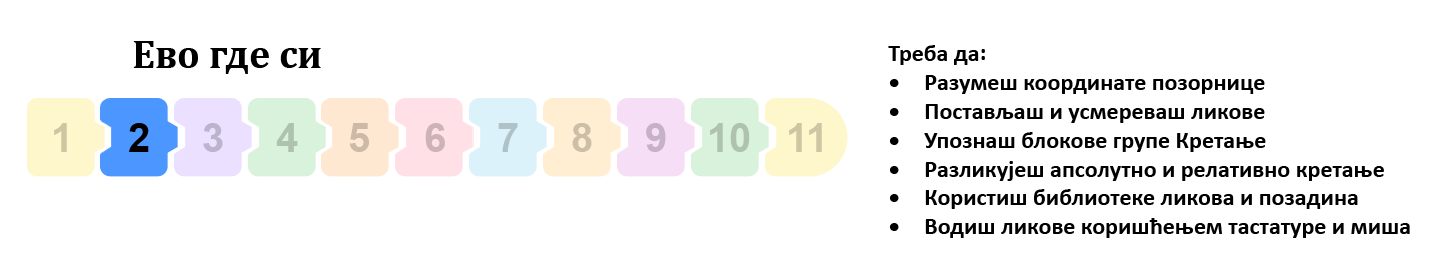 Ево где си
1 2 3 4 5 6 7 8 9 10 11
Треба да:
• Разумеш координате позорнице
• Постављаш и усмереваш ликове
• Упознаш блокове групе Кретање
• Разликујеш апсолутно и релативно кретање
• Користиш библиотеке ликова и позадина
• Водиш ликове коришћењем тастатуре и миша